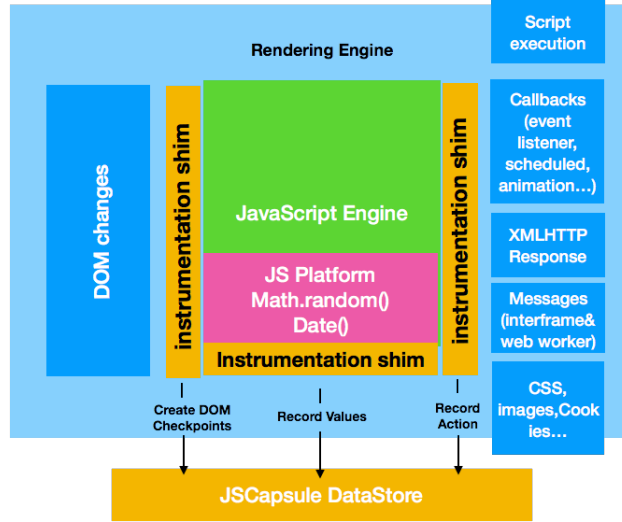 Rendering Engine
DOM changes
instrumentation shim
JavaScript Engine
JS Platform
Math.random()
Date()
Instrumentation shim
instrumentation shim
Script
execution
Callbacks
(event
listener,
scheduled,
animation…)
XMLHTTP
Response
Messages
(interframe&
web worker)
CSS,
images,Cook
ies…
Create DOM
Checkpoints
Record Values
Record
Action
JSCapsule DataStore